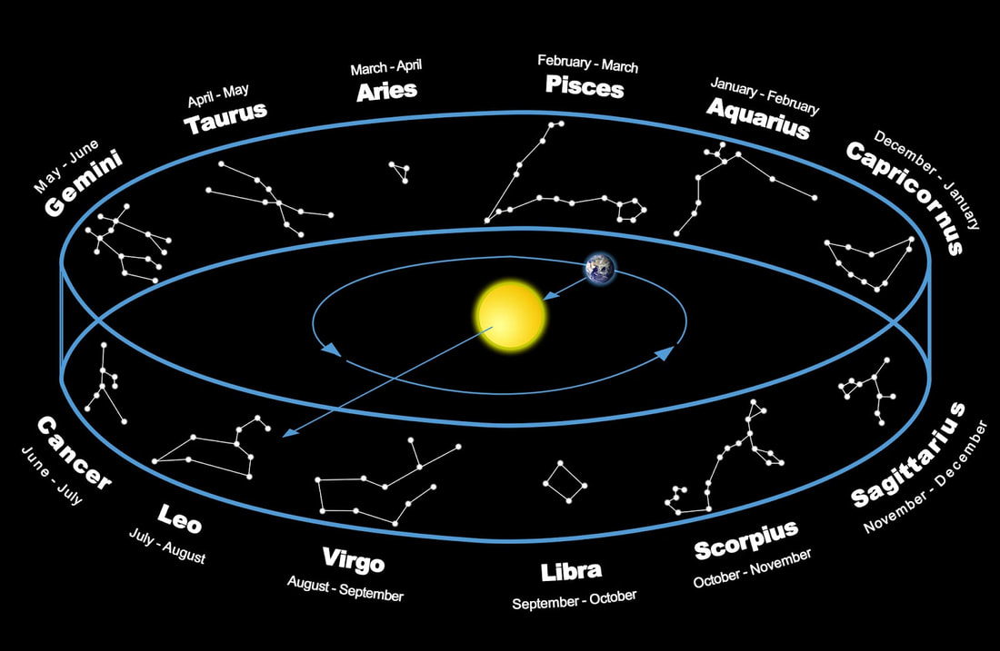 February - March
Pisces
March - April
Aries
January - February
Aquarius
April - May
Taurus
December - January
Capricornus
May - June
Gemini
Cancer
June - July
Sagittarius
November - December
Leo
July - August
Scorpius
October - November
Virgo
August - September
Libra
September - October